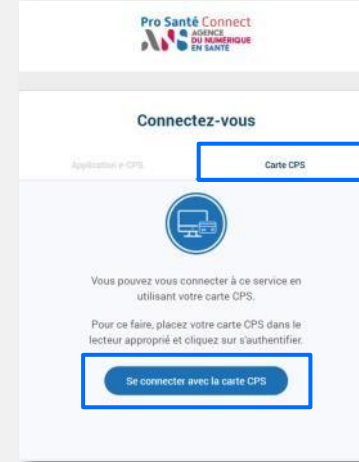 Pro Santé Connect
AGENCE
DU NUMÉRIQUE
EN SANTÉ
Connectez-vous
Application e-CPS
Carte CPS
Vous pouvez vous connecter à ce service en
utilisant votre carte CPS.
Pour ce faire, placez votre carte CPS dans le
lecteur approprié et cliquez sur s'authentifier.
Se connecter avec la carte CPS